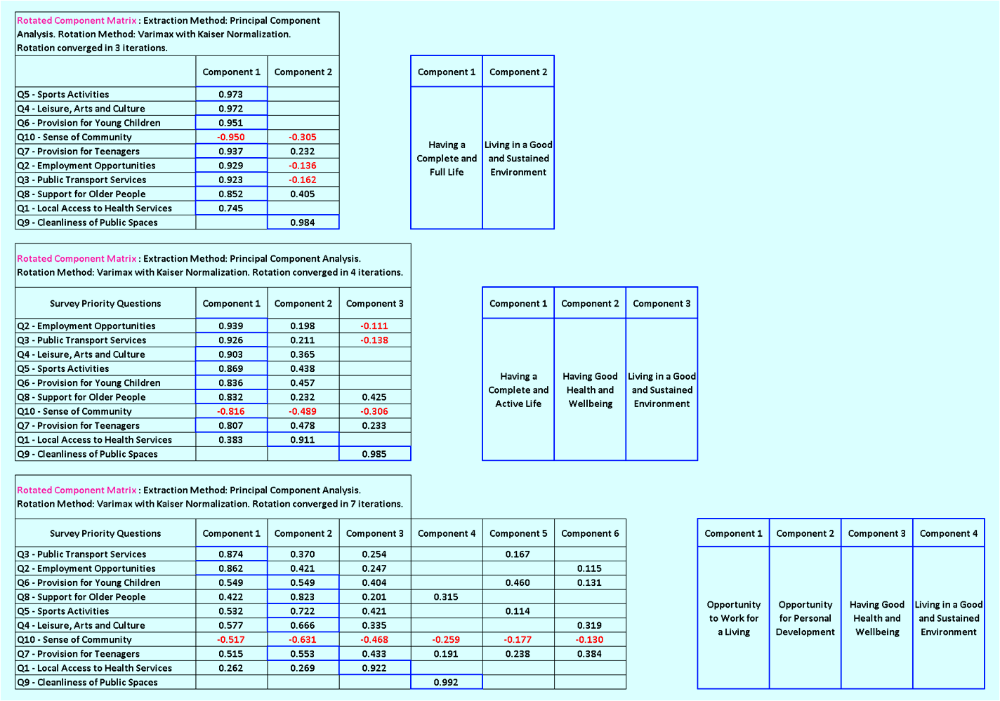 Rotated Component Matrix : Extraction Method: Principal Component
Analysis. Rotation Method: Varimax with Kaiser Normalization.
Rotation converged in 3 iterations.
Component 1 Component 2
Q5 - Sports Activities 0.973
Q4 - Leisure, Arts and Culture 0.972
Q6 - Provision for Young Children 0.951
Q10 - Sense of Community -0.950 -0.305
Q7 - Provision for Teenagers 0.937 0.232
Q2 - Employment Opportunities 0.929 -0.136
Q3 - Public Transport Services 0.923 -0.162
Q8 - Support for Older People 0.852 0.405
Q1 - Local Access to Health Services 0.745
Q9 - Cleanliness of Public Spaces 0.984
Component 1 Component 2
Having a
Complete and
Full Life
Living in a Good
and Sustained
Environment
Rotated Component Matrix : Extraction Method: Principal Component Analysis.
Rotation Method: Varimax with Kaiser Normalization. Rotation converged in 4 iterations.
Survey Priority Questions Component 1 Component 2 Component 3
Q2 - Employment Opportunities 0.939 0.198 -0.111
Q3 - Public Transport Services 0.926 0.211 -0.138
Q4 - Leisure, Arts and Culture 0.903 0.365
Q5 - Sports Activities 0.869 0.438
Q6 - Provision for Young Children 0.836 0.457
Q8 - Support for Older People 0.832 0.232 0.425
Q10 - Sense of Community -0.816 -0.489 -0.306
Q7 - Provision for Teenagers 0.807 0.478 0.233
Q1 - Local Access to Health Services 0.383 0.911
Q9 - Cleanliness of Public Spaces 0.985
Component 1 Component 2 Component 3
Having a
Complete and
Active Life
Having Good
Health and
Wellbeing
Living in a Good
and Sustained
Environment
Rotated Component Matrix : Extraction Method: Principal Component Analysis.
Rotation Method: Varimax with Kaiser Normalization. Rotation converged in 7 iterations.
Survey Priority Questions Component 1 Component 2 Component 3 Component 4 Component 5 Component 6
Q3 - Public Transport Services 0.874 0.370 0.254 0.167
Q2 - Employment Opportunities 0.862 0.421 0.247 0.115
Q6 - Provision for Young Children 0.549 0.549 0.404 0.460 0.131
Q8 - Support for Older People 0.422 0.823 0.201 0.315
Q5 - Sports Activities 0.532 0.722 0.421 0.114
Q4 - Leisure, Arts and Culture 0.577 0.666 0.335 0.319
Q10 - Sense of Community -0.517 -0.631 -0.468 -0.259 -0.177 -0.130
Q7 - Provision for Teenagers 0.515 0.553 0.433 0.191 0.238 0.384
Q1 - Local Access to Health Services 0.262 0.269 0.922
Q9 - Cleanliness of Public Spaces 0.992
Component 1 Component 2 Component 3 Component 4
Opportunity
to Work for
a Living
Opportunity
for Personal
Development
Having Good
Health and
Wellbeing
Living in a Good
and Sustained
Environment